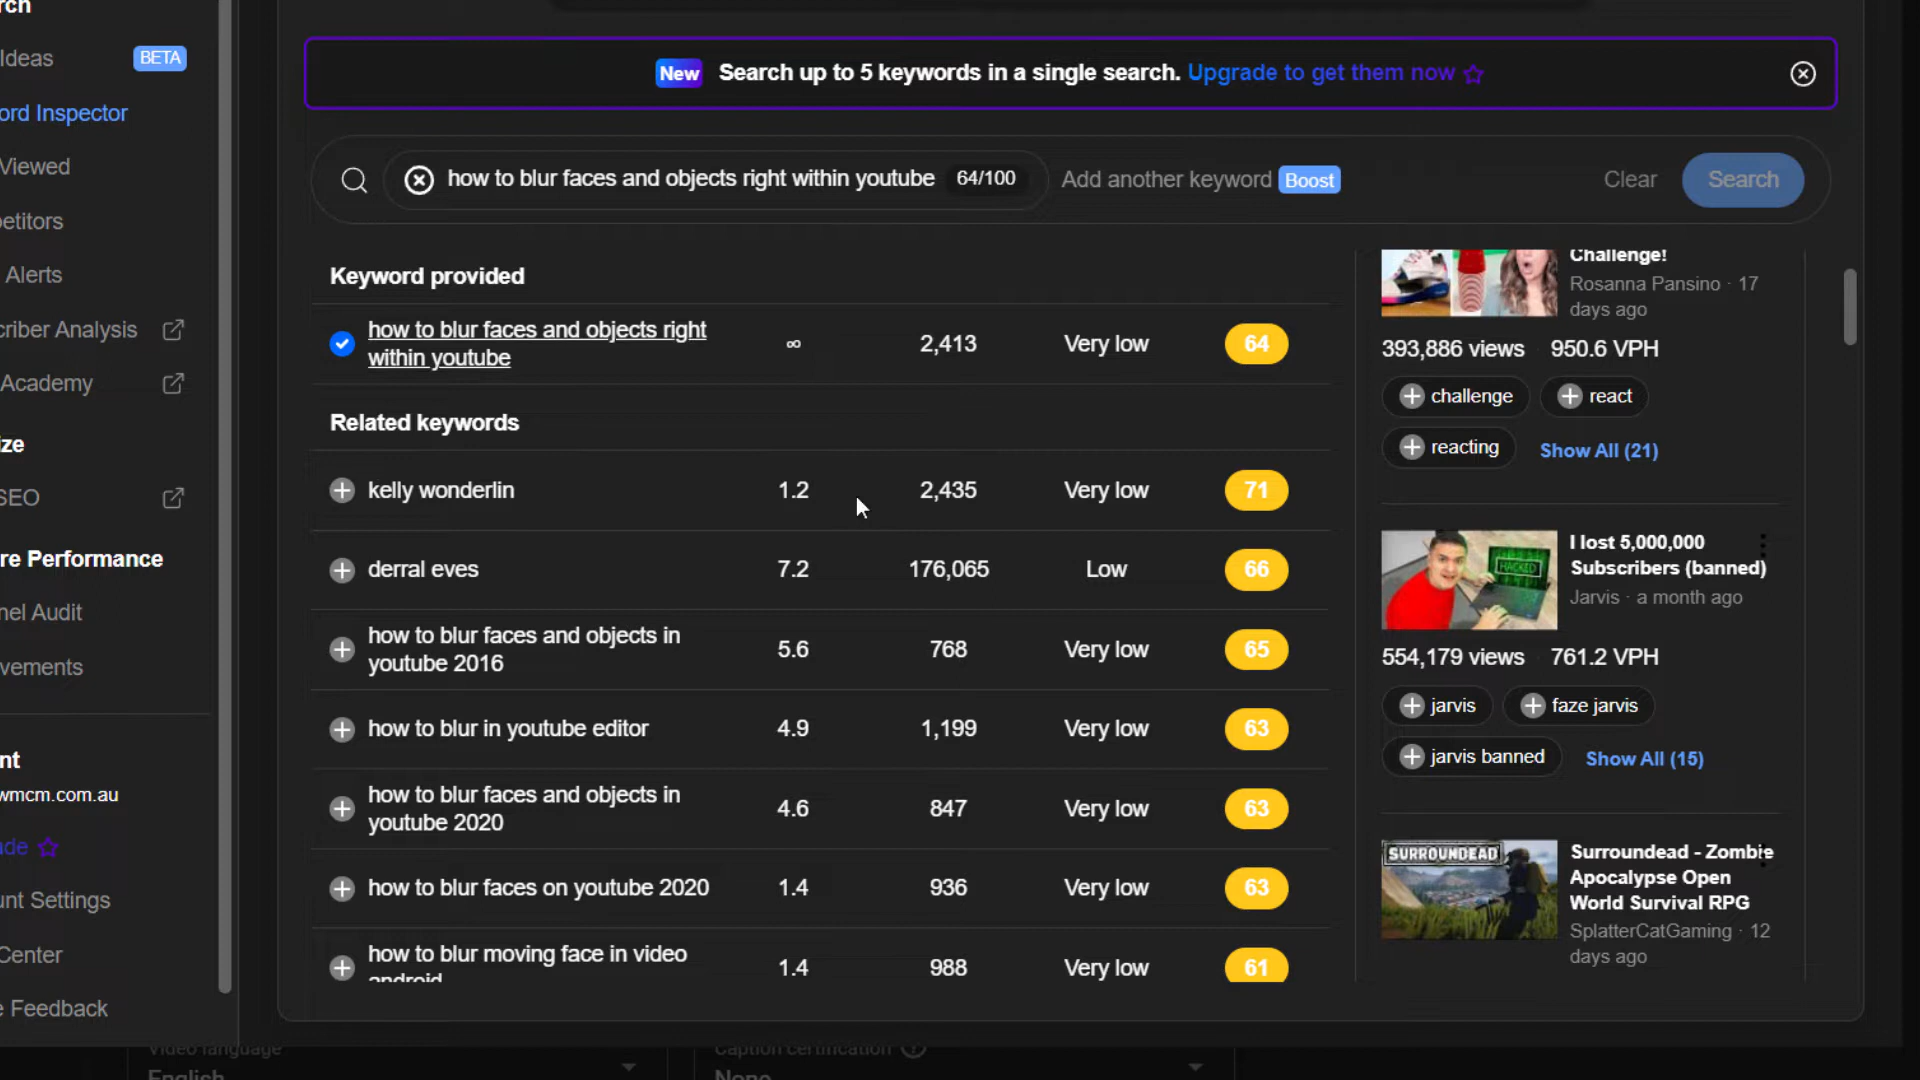 rch
Ideas
BETA
ord Inspector
Viewed
etitors
Alerts
criber Analysis
Academy
ize
SEO
re Performance
nel Audit
vements
nt
wmcm.com.au
ade
unt Settings
Center
e Feedback
New Search up to 5 keywords in a single search. Upgrade to get them now
how to blur faces and objects right within youtube 64/100 Add another keyword Boost Clear Search
Keyword provided
how to blur faces and objects right
within youtube
∞ 2,413 Very low 64
Related keywords
kelly wonderlin 1.2 2,435 Very low 71
derral eves 7.2 176,065 Low 66
how to blur faces and objects in
youtube 2016
5.6 768 Very low 65
how to blur in youtube editor 4.9 1,199 Very low 63
how to blur faces and objects in
youtube 2020
4.6 847 Very low 63
how to blur faces on youtube 2020 1.4 936 Very low 63
how to blur moving face in video
android
1.4 988 Very low 61
Challenge!
Rosanna Pansino · 17
days ago
393,886 views 950.6 VPH
challenge react
reacting Show All (21)
HACKED
I lost 5,000,000
Subscribers (banned)
Jarvis · a month ago
554,179 views 761.2 VPH
jarvis faze jarvis
jarvis banned Show All (15)
SURROUNDEAD
Surroundead - Zombie
Apocalypse Open
World Survival RPG
SplatterCatGaming · 12
days ago
Video language
English
Caption certification
None